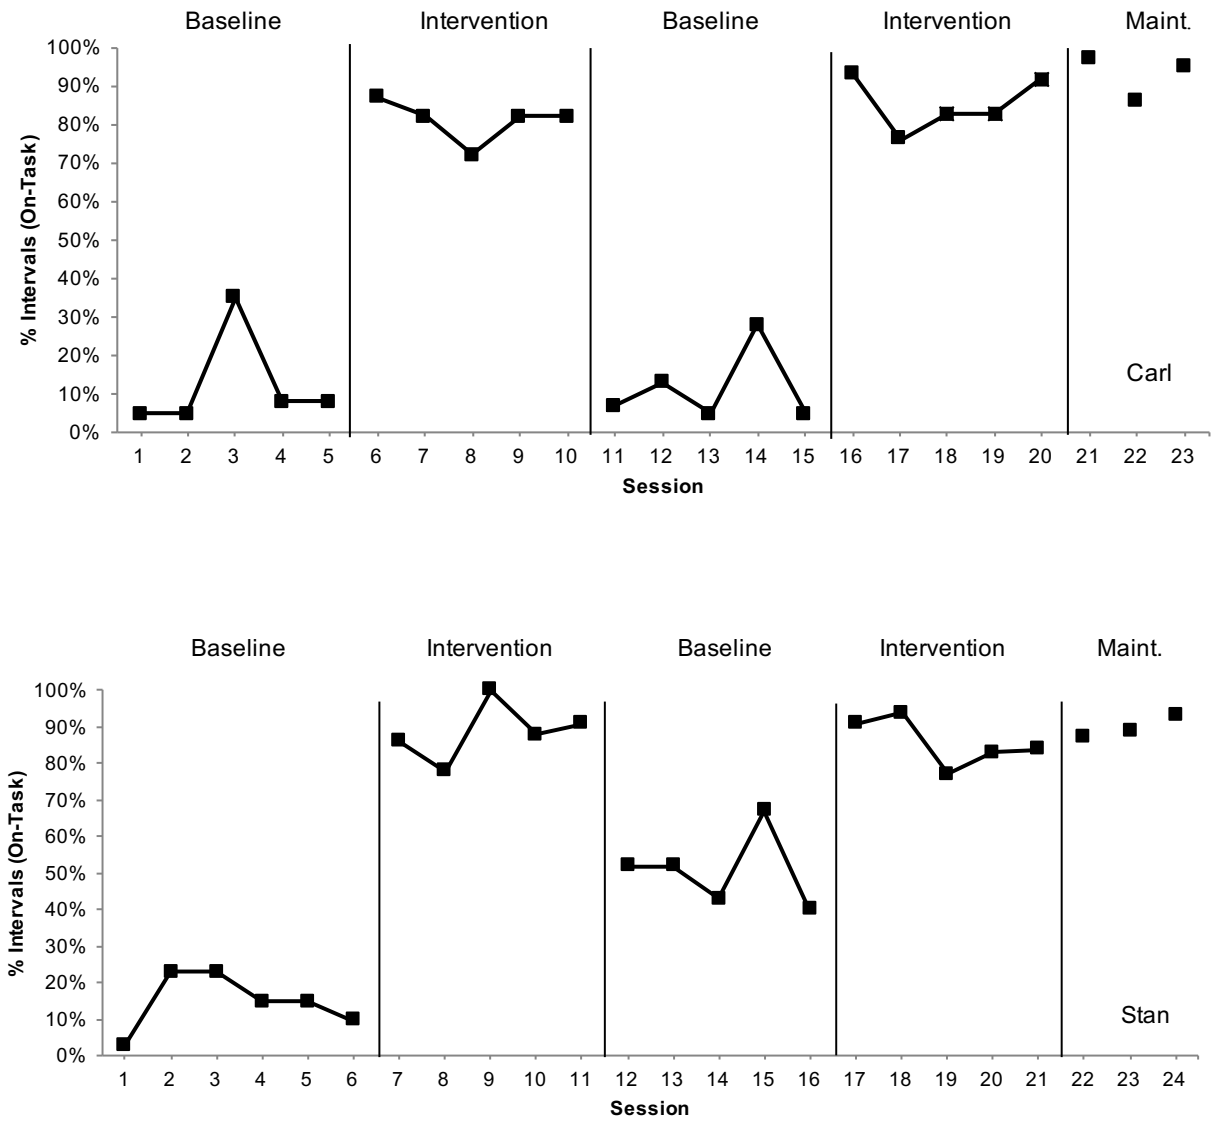 Baseline Intervention Baseline Intervention Maint.
100%
90%
80%
70%
60%
50%
40%
30%
20%
10%
0%
% Intervals (On-Task)
Carl
1 2 3 4 5 6 7 8 9 10 11 12 13 14 15 16 17 18 19 20 21 22 23
Session
Baseline Intervention Baseline Intervention Maint.
100%
90%
80%
70%
60%
50%
40%
30%
20%
10%
0%
% Intervals (On-Task)
Stan
1 2 3 4 5 6 7 8 9 10 11 12 13 14 15 16 17 18 19 20 21 22 23 24
Session